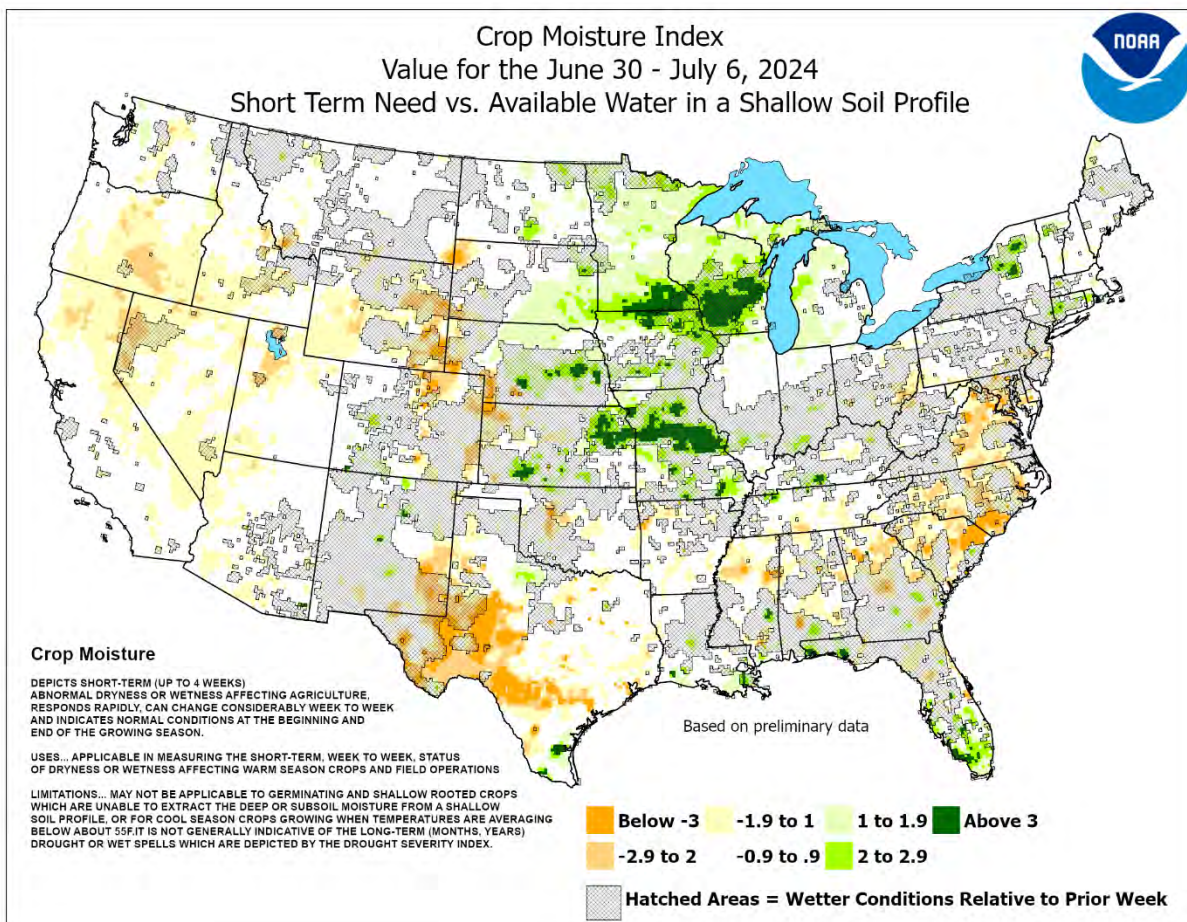 Crop Moisture Index
Value for the June 30 - July 6, 2024
Short Term Need vs. Available Water in a Shallow Soil Profile
NOAA
Crop Moisture
DEPICTS SHORT-TERM (UP TO 4 WEEKS)
ABNORMAL DRYNESS OR WETNESS AFFECTING AGRICULTURE,
RESPONDS RAPIDLY, CAN CHANGE CONSIDERABLY WEEK TO WEEK
AND INDICATES NORMAL CONDITIONS AT THE BEGINNING AND
END OF THE GROWING SEASON.
USES... APPLICABLE IN MEASURING THE SHORT-TERM, WEEK TO WEEK, STATUS
OF DRYNESS OR WETNESS AFFECTING WARM SEASON CROPS AND FIELD OPERATIONS
LIMITATIONS... MAY NOT BE APPLICABLE TO GERMINATING AND SHALLOW ROOTED CROPS
WHICH ARE UNABLE TO EXTRACT THE DEEP OR SUBSOIL MOISTURE FROM A SHALLOW
SOIL PROFILE, OR FOR COOL SEASON CROPS GROWING WHEN TEMPERATURES ARE AVERAGING
BELOW ABOUT 55F.IT IS NOT GENERALLY INDICATIVE OF THE LONG-TERM (MONTHS, YEARS)
DROUGHT OR WET SPELLS WHICH ARE DEPICTED BY THE DROUGHT SEVERITY INDEX.
Based on preliminary data
Below -3 -1.9 to 1 1 to 1.9 Above 3
-2.9 to 2 -0.9 to .9 2 to 2.9
Hatched Areas = Wetter Conditions Relative to Prior Week